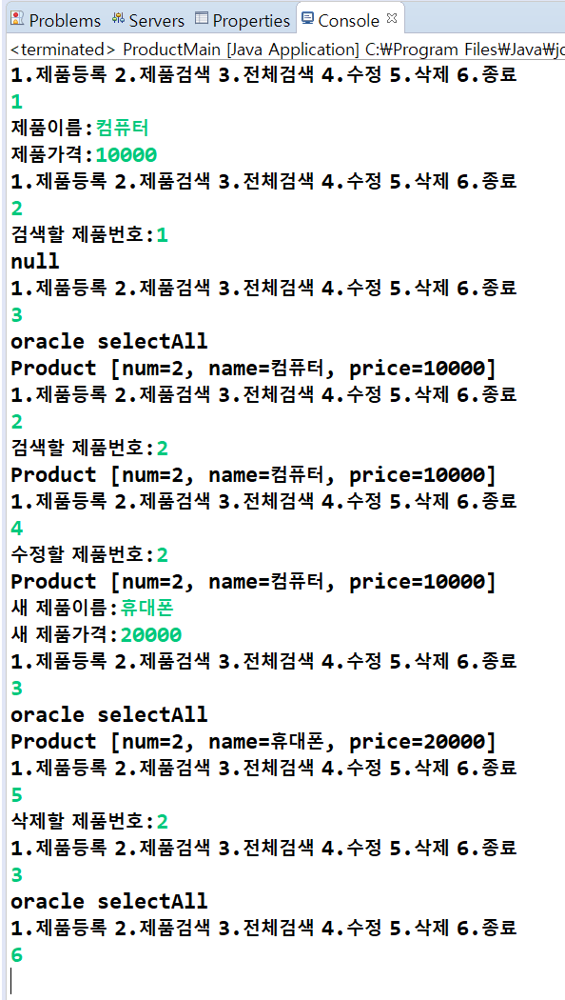 Problems Servers Properties Console
<terminated> ProductMain [Java Application] C:₩Program Files₩Java₩
1.제품등록 2.제품검색 3.전체검색 4.수정 5.삭제 6.종료
1
제품이름:컴퓨터
제품가격:10000
1.제품등록 2.제품검색 3.전체검색 4.수정 5.삭제 6.종료
2
검색할 제품번호:1
null
1.제품등록 2.제품검색 3.전체검색 4.수정 5.삭제 6.종료
3
oracle selectAll
Product [num=2, name=컴퓨터, price=10000]
1.제품등록 2.제품검색 3.전체검색 4.수정 5.삭제 6.종료
2
검색할 제품번호:2
Product [num=2, name=컴퓨터, price=10000]
1.제품등록 2.제품검색 3.전체검색 4.수정 5.삭제 6.종료
4
수정할 제품번호:2
Product [num=2, name=컴퓨터, price=10000]
새 제품이름:휴대폰
새 제품가격:20000
1.제품등록 2.제품검색 3.전체검색 4.수정 5.삭제 6.종료
3
oracle selectAll
Product [num=2, name=휴대폰, price=20000]
1.제품등록 2.제품검색 3.전체검색 4.수정 5.삭제 6.종료
5
삭제할 제품번호:2
1.제품등록 2.제품검색 3.전체검색 4.수정 5.삭제 6.종료
3
oracle selectAll
1.제품등록 2.제품검색 3.전체검색 4.수정 5.삭제 6.종료
6